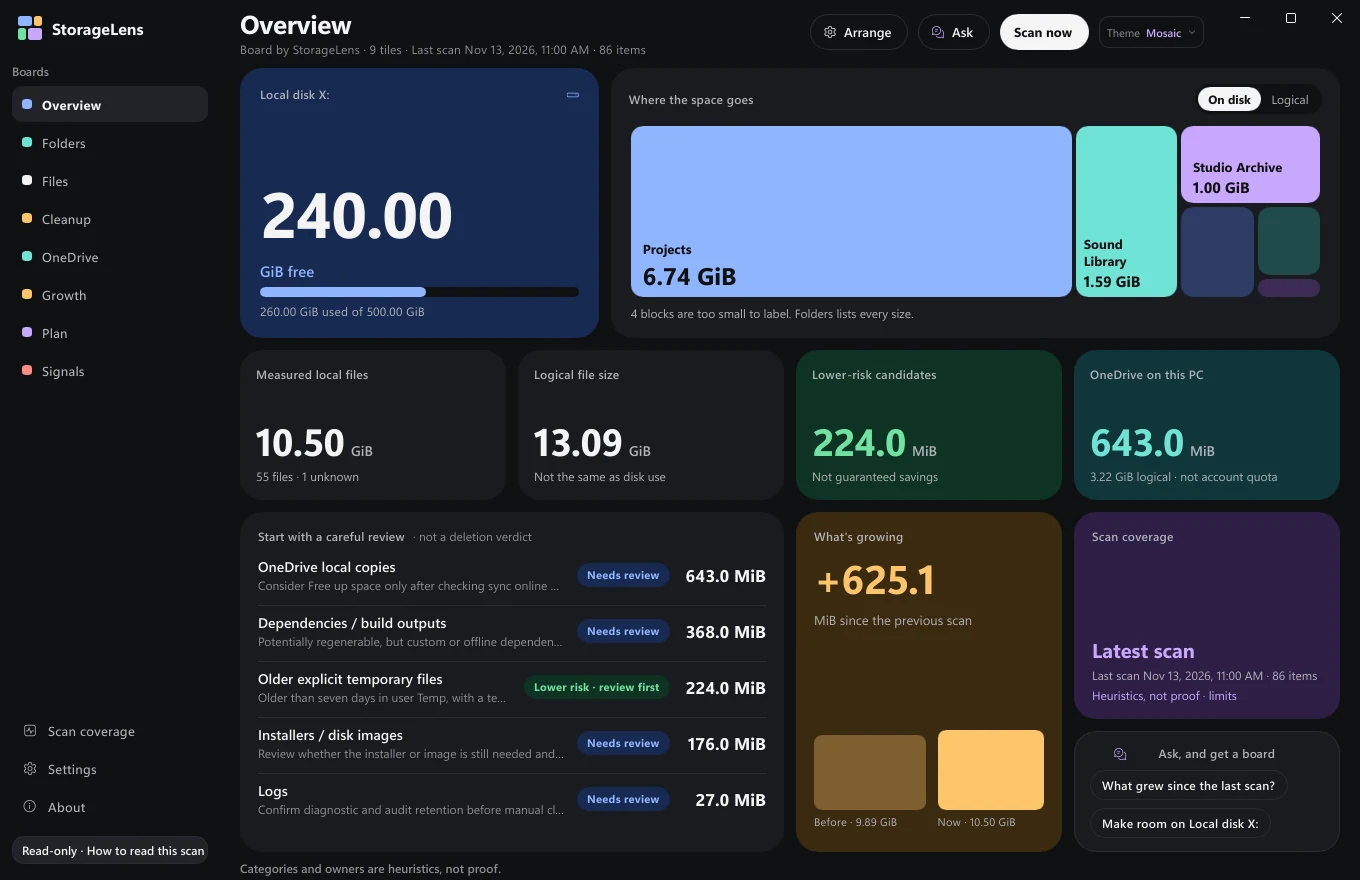 StorageLens
Boards
Overview
Folders
Files
Cleanup
OneDrive
Growth
Plan
Signals
Scan coverage
Settings
About
Read-only · How to read this scan
Overview
Board by StorageLens · 9 tiles · Last scan Nov 13, 2026, 11:00 AM · 86 items
Arrange
Ask
Scan now
Theme Mosaic
Local disk X:
240.00
GiB free
260.00 GiB used of 500.00 GiB
Where the space goes
On disk
Logical
Projects
6.74 GiB
Sound
Library
1.59 GiB
Studio Archive
1.00 GiB
4 blocks are too small to label. Folders lists every size.
Measured local files
10.50 GiB
55 files · 1 unknown
Logical file size
13.09 GiB
Not the same as disk use
Lower-risk candidates
224.0 MiB
Not guaranteed savings
OneDrive on this PC
643.0 MiB
3.22 GiB logical · not account quota
Start with a careful review · not a deletion verdict
OneDrive local copies
Consider Free up space only after checking sync online ...
Needs review
643.0 MiB
Dependencies / build outputs
Potentially regenerable, but custom or offline dependen...
Needs review
368.0 MiB
Older explicit temporary files
Older than seven days in user Temp, with a te...
Lower risk · review first
224.0 MiB
Installers / disk images
Review whether the installer or image is still needed and...
Needs review
176.0 MiB
Logs
Confirm diagnostic and audit retention before manual cl...
Needs review
27.0 MiB
What's growing
+625.1
MiB since the previous scan
Before · 9.89 GiB
Now · 10.50 GiB
Scan coverage
Latest scan
Last scan Nov 13, 2026, 11:00 AM · 86 items
Heuristics, not proof · limits
Ask, and get a board
What grew since the last scan?
Make room on Local disk X:
Categories and owners are heuristics, not proof.